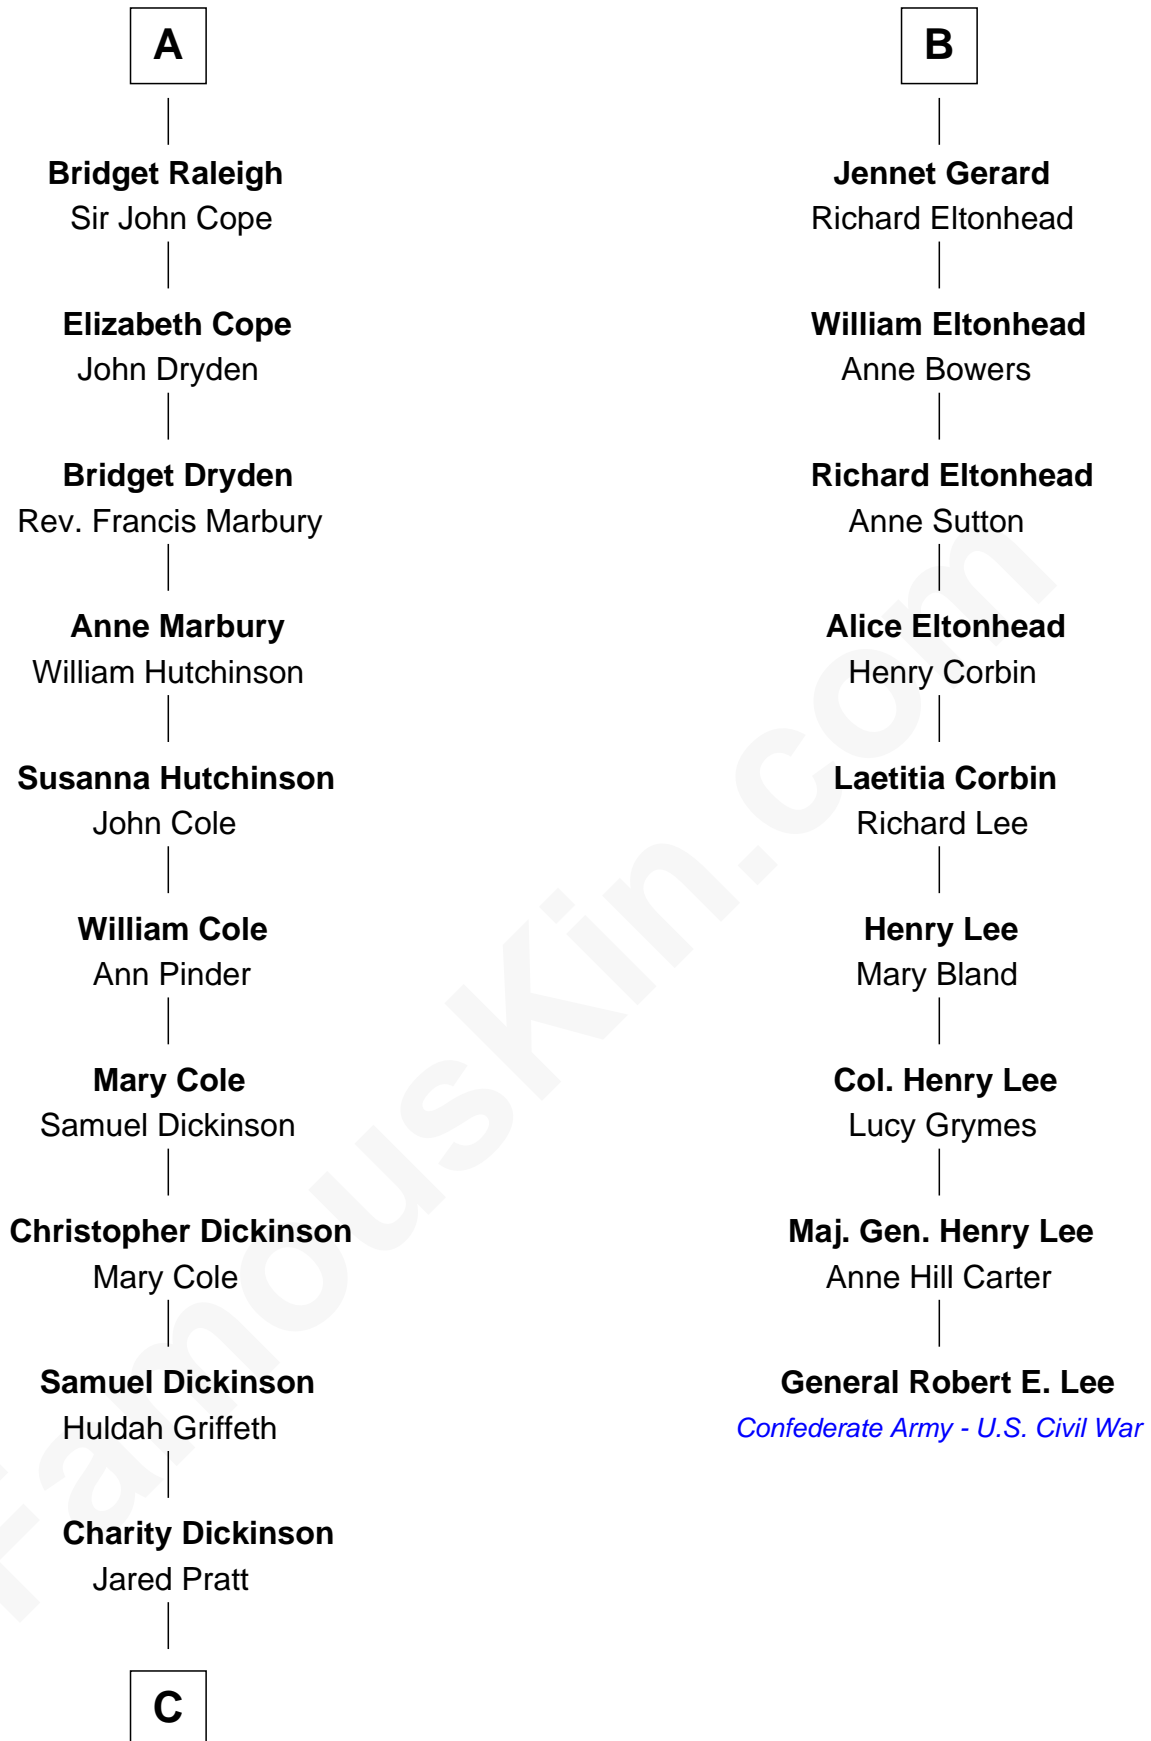 A
Bridget Raleigh
Sir John Cope
Elizabeth Cope
John Dryden
Bridget Dryden
Rev. Francis Marbury
Anne Marbury
William Hutchinson
Susanna Hutchinson
John Cole
William Cole
Ann Pinder
Mary Cole
Samuel Dickinson
Christopher Dickinson
Mary Cole
Samuel Dickinson
Huldah Griffeth
Charity Dickinson
Jared Pratt
C
B
Jennet Gerard
Richard Eltonhead
William Eltonhead
Anne Bowers
Richard Eltonhead
Anne Sutton
Alice Eltonhead
Henry Corbin
Laetitia Corbin
Richard Lee
Henry Lee
Mary Bland
Col. Henry Lee
Lucy Grymes
Maj. Gen. Henry Lee
Anne Hill Carter
General Robert E. Lee
Confederate Army - U.S. Civil War
FamousKin.com